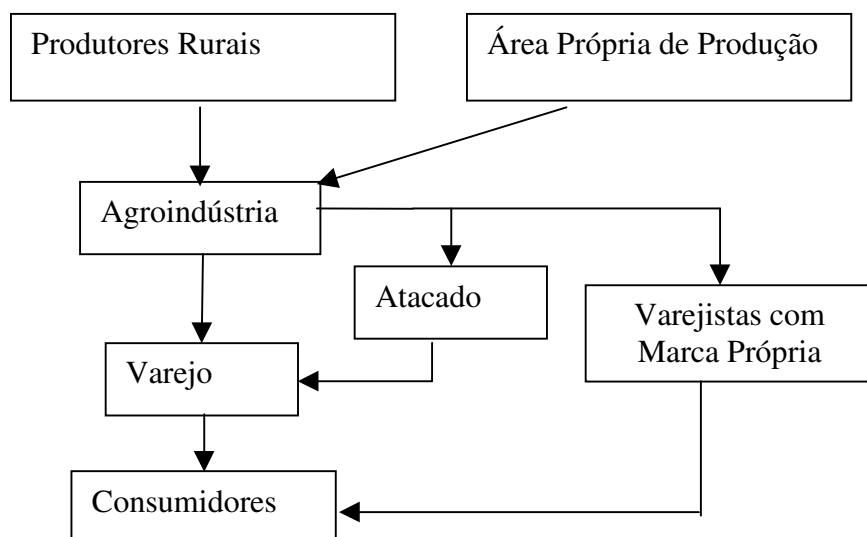 Produtores Rurais
Área Própria de Produção
Agroindústria
Atacado
Varejistas com
Marca Própria
Varejo
Consumidores